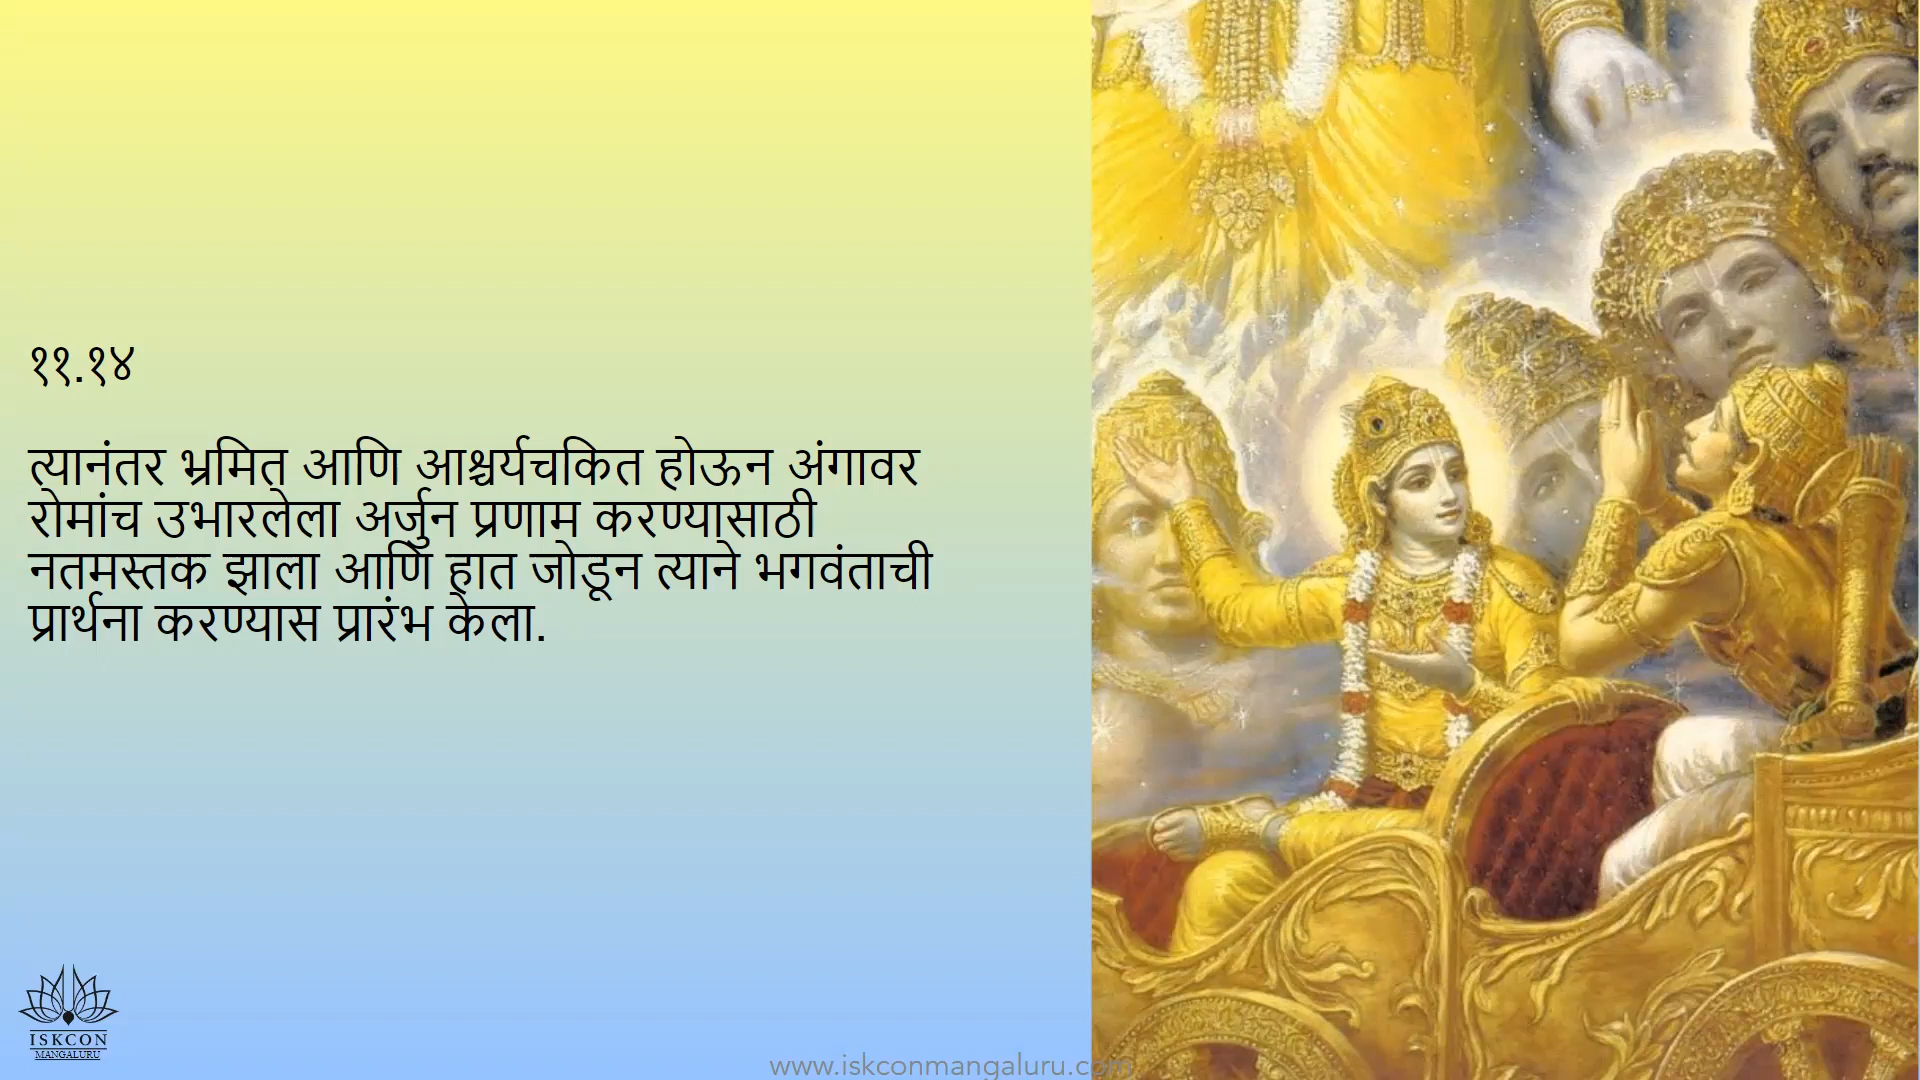 ११.१४
त्यानंतर भ्रमित आणि आश्चर्यचकित होऊन अंगावर
रोमांच उभारलेला अर्जुन प्रणाम करण्यासाठी
नतमस्तक झाला आणि हात जोडून त्याने भगवंताची
प्रार्थना करण्यास प्रारंभ केला.
ISKCON
MANGALURU
www.iskconmangaluru.com